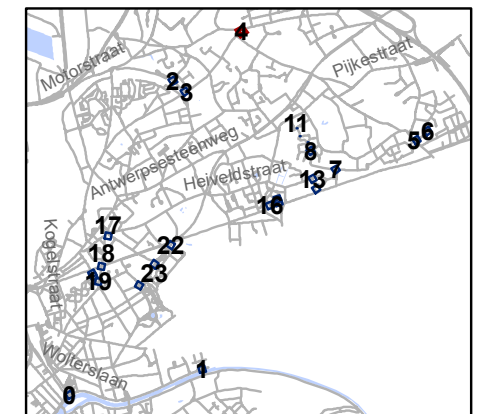 4
Motorstraat
Pijkestraat
2
3
11
6
5
Antwerpsesteenweg
8
Heiveldstraat
7
13
16
17
Kogelstraat
22
18
23
19
Wolterslaan
1
0